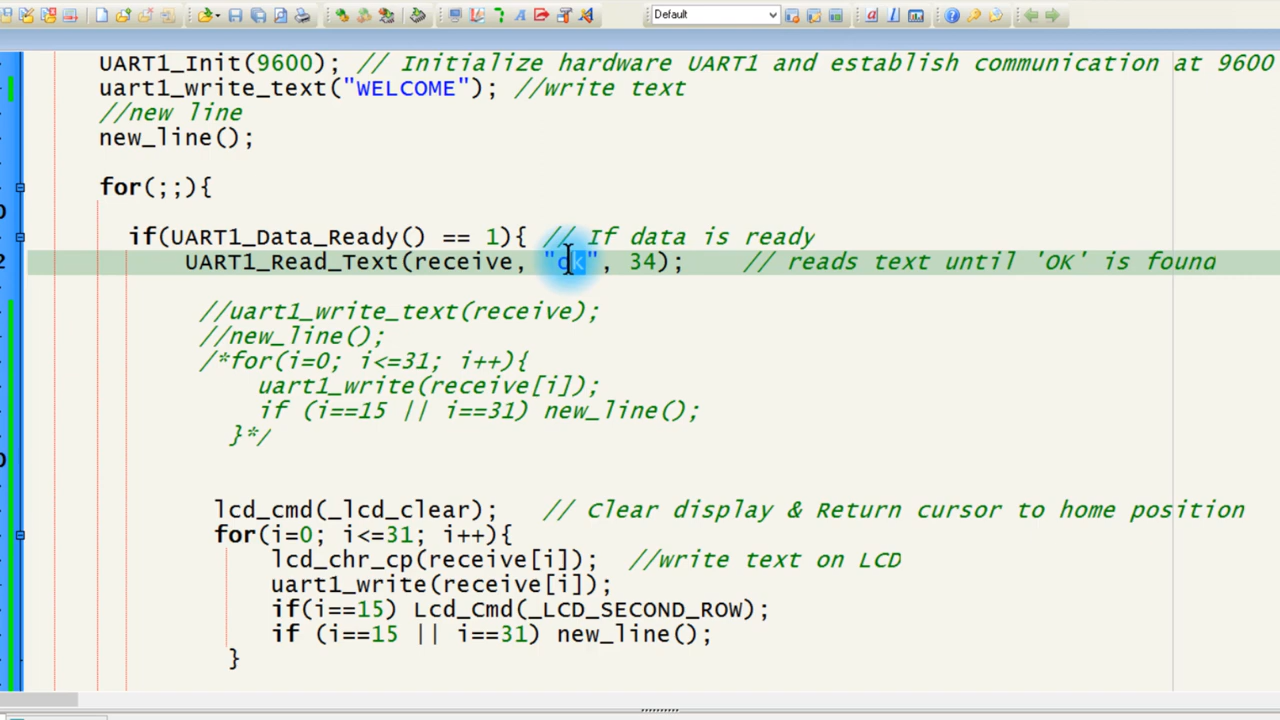 Default
UART1_Init(9600); // Initialize hardware UART1 and establish communication at 9600
uart1_write_text("WELCOME"); //write text
//new line
new_line();
for(;;){
0
if(UART1_Data_Ready() == 1){ // If data is ready
2 UART1_Read_Text(receive, "ok", 34); // reads text until 'OK' is found
//uart1_write_text(receive);
//new_line();
/*for(i=0; i<=31; i++){
uart1_write(receive[i]);
if (i==15 || i==31) new_line();
}*/
0
lcd_cmd(_lcd_clear); // Clear display & Return cursor to home position
for(i=0; i<=31; i++){
lcd_chr_cp(receive[i]); //write text on LCD
uart1_write(receive[i]);
if(i==15) Lcd_Cmd(_LCD_SECOND_ROW);
if (i==15 || i==31) new_line();
}